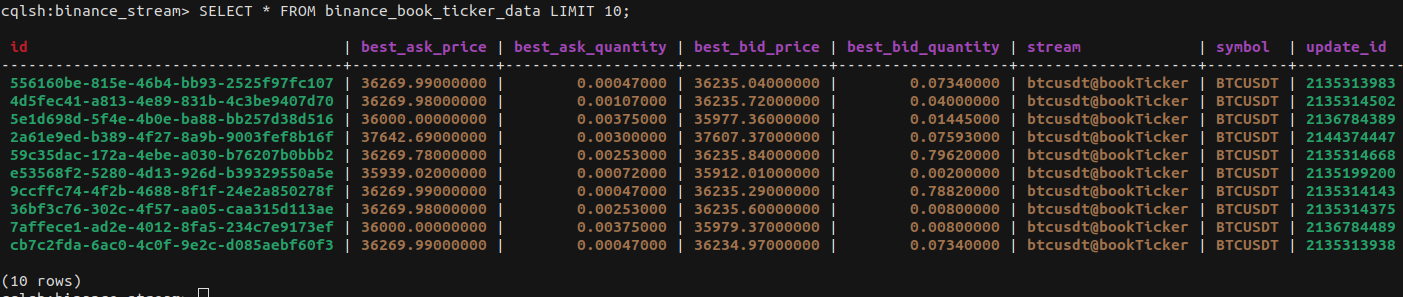 cqlsh:binance_stream> SELECT * FROM binance_book_ticker_data LIMIT 10;
id | best_ask_price | best_ask_quantity | best_bid_price | best_bid_quantity | stream | symbol | update_id
556160be-815e-46b4-bb93-2525f97fc107 | 36269.99000000 | 0.00047000 | 36235.04000000 | 0.07340000 | btcusdt@bookTicker | BTCUSDT | 2135313983
4d5fec41-a813-4e89-831b-4c3be9407d70 | 36269.98000000 | 0.00107000 | 36235.72000000 | 0.04000000 | btcusdt@bookTicker | BTCUSDT | 2135314502
5e1d698d-5f4e-4b0e-ba88-bb257d38d516 | 36000.00000000 | 0.00375000 | 35977.36000000 | 0.01445000 | btcusdt@bookTicker | BTCUSDT | 2136784389
2a61e9ed-b389-4f27-8a9b-9003fef8b16f | 37642.69000000 | 0.00300000 | 37607.37000000 | 0.07593000 | btcusdt@bookTicker | BTCUSDT | 2144374447
59c35dac-172a-4ebe-a030-b76207b0bbb2 | 36269.78000000 | 0.00253000 | 36235.84000000 | 0.79620000 | btcusdt@bookTicker | BTCUSDT | 2135314668
e53568f2-5280-4d13-926d-b39329550a5e | 35939.02000000 | 0.00072000 | 35912.01000000 | 0.00200000 | btcusdt@bookTicker | BTCUSDT | 2135199200
9ccffc74-4f2b-4688-8f1f-24e2a850278f | 36269.99000000 | 0.00047000 | 36235.29000000 | 0.78820000 | btcusdt@bookTicker | BTCUSDT | 2135314143
36bf3c76-302c-4f57-aa05-caa315d113ae | 36269.98000000 | 0.00253000 | 36235.60000000 | 0.00800000 | btcusdt@bookTicker | BTCUSDT | 2135314375
7affece1-ad2e-4012-8fa5-234c7e9173ef | 36000.00000000 | 0.00375000 | 35979.37000000 | 0.00800000 | btcusdt@bookTicker | BTCUSDT | 2136784489
cb7c2fda-6ac0-4c0f-9e2c-d085aebf60f3 | 36269.99000000 | 0.00047000 | 36234.97000000 | 0.07340000 | btcusdt@bookTicker | BTCUSDT | 2135313938
(10 rows)
cqlsh:binance_stream>